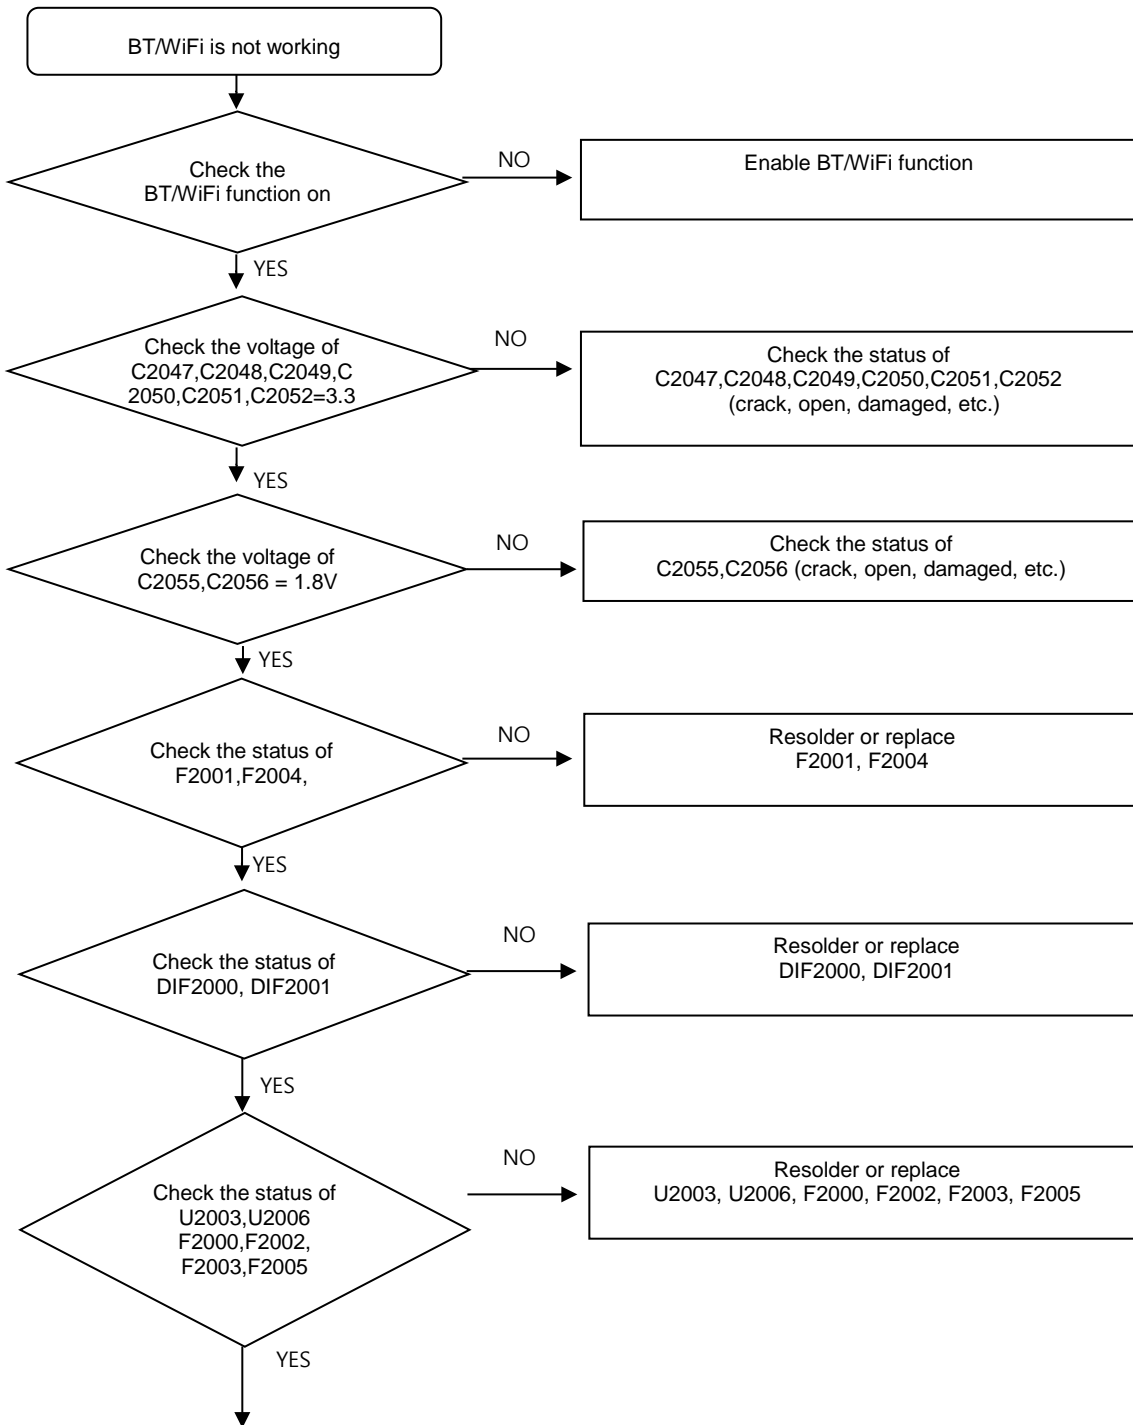 BT/WiFi is not working
Check the
BT/WiFi function on
NO
Enable BT/WiFi function
YES
Check the voltage of
C2047,C2048,C2049,C
2050,C2051,C2052=3.3
NO
Check the status of
C2047,C2048,C2049,C2050,C2051,C2052
(crack, open, damaged, etc.)
YES
Check the voltage of
C2055,C2056 = 1.8V
NO
Check the status of
C2055,C2056 (crack, open, damaged, etc.)
YES
Check the status of
F2001,F2004,
NO
Resolder or replace
F2001, F2004
YES
Check the status of
DIF2000, DIF2001
NO
Resolder or replace
DIF2000, DIF2001
YES
Check the status of
U2003,U2006
F2000,F2002,
F2003,F2005
NO
Resolder or replace
U2003, U2006, F2000, F2002, F2003, F2005
YES